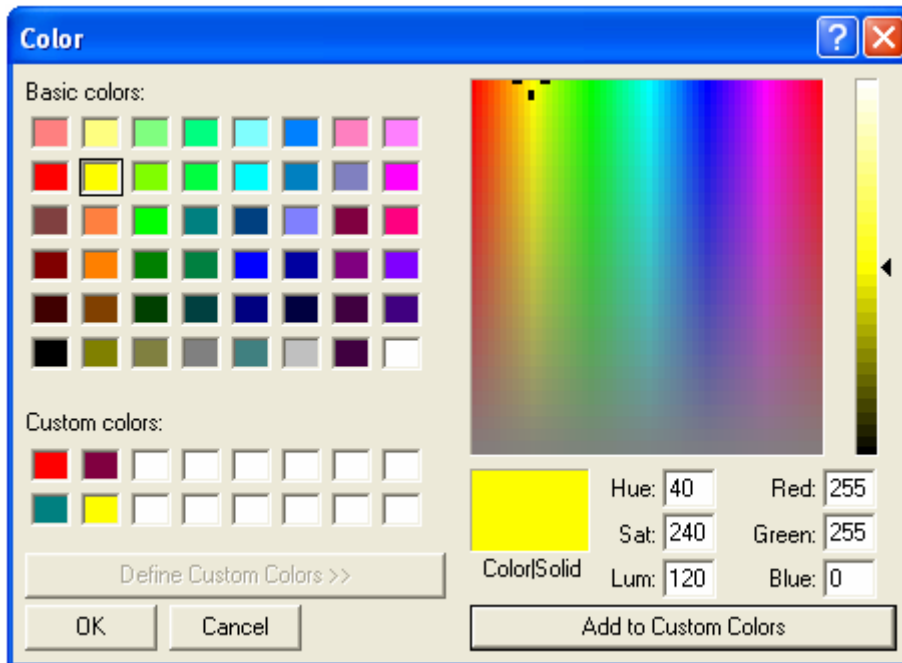 Color
Basic colors:
Custom colors:
Define Custom Colors >>
OK Cancel
Color|Solid
Hue: 40 Red: 255
Sat: 240 Green: 255
Lum: 120 Blue: 0
Add to Custom Colors